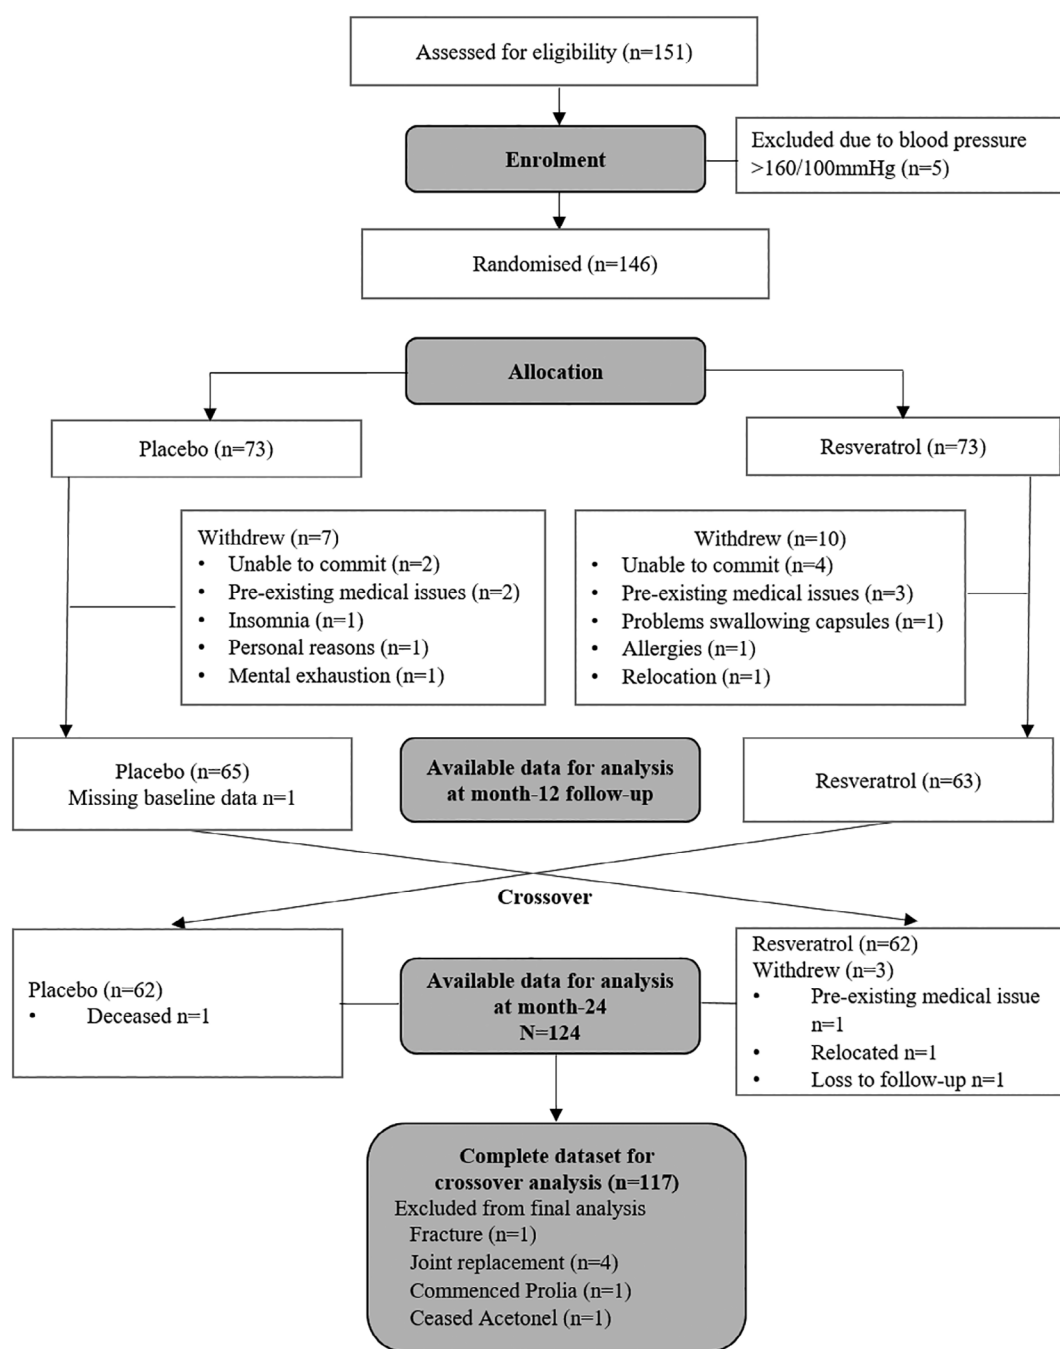 Assessed for eligibility (n=151)
Enrolment
Excluded due to blood pressure
>160/100mmHg (n=5)
Randomised (n=146)
Allocation
Placebo (n=73)
Resveratrol (n=73)
Withdrew (n=7)
• Unable to commit (n=2)
• Pre-existing medical issues (n=2)
• Insomnia (n=1)
• Personal reasons (n=1)
• Mental exhaustion (n=1)
Withdrew (n=10)
• Unable to commit (n=4)
• Pre-existing medical issues (n=3)
• Problems swallowing capsules (n=1)
• Allergies (n=1)
• Relocation (n=1)
Placebo (n=65)
Missing baseline data n=1
Available data for analysis
at month-12 follow-up
Resveratrol (n=63)
Crossover
Placebo (n=62)
• Deceased n=1
Available data for analysis
at month-24
N=124
Resveratrol (n=62)
Withdrew (n=3)
• Pre-existing medical issue
n=1
• Relocated n=1
• Loss to follow-up n=1
Complete dataset for
crossover analysis (n=117)
Excluded from final analysis
Fracture (n=1)
Joint replacement (n=4)
Commenced Prolia (n=1)
Ceased Acetonel (n=1)